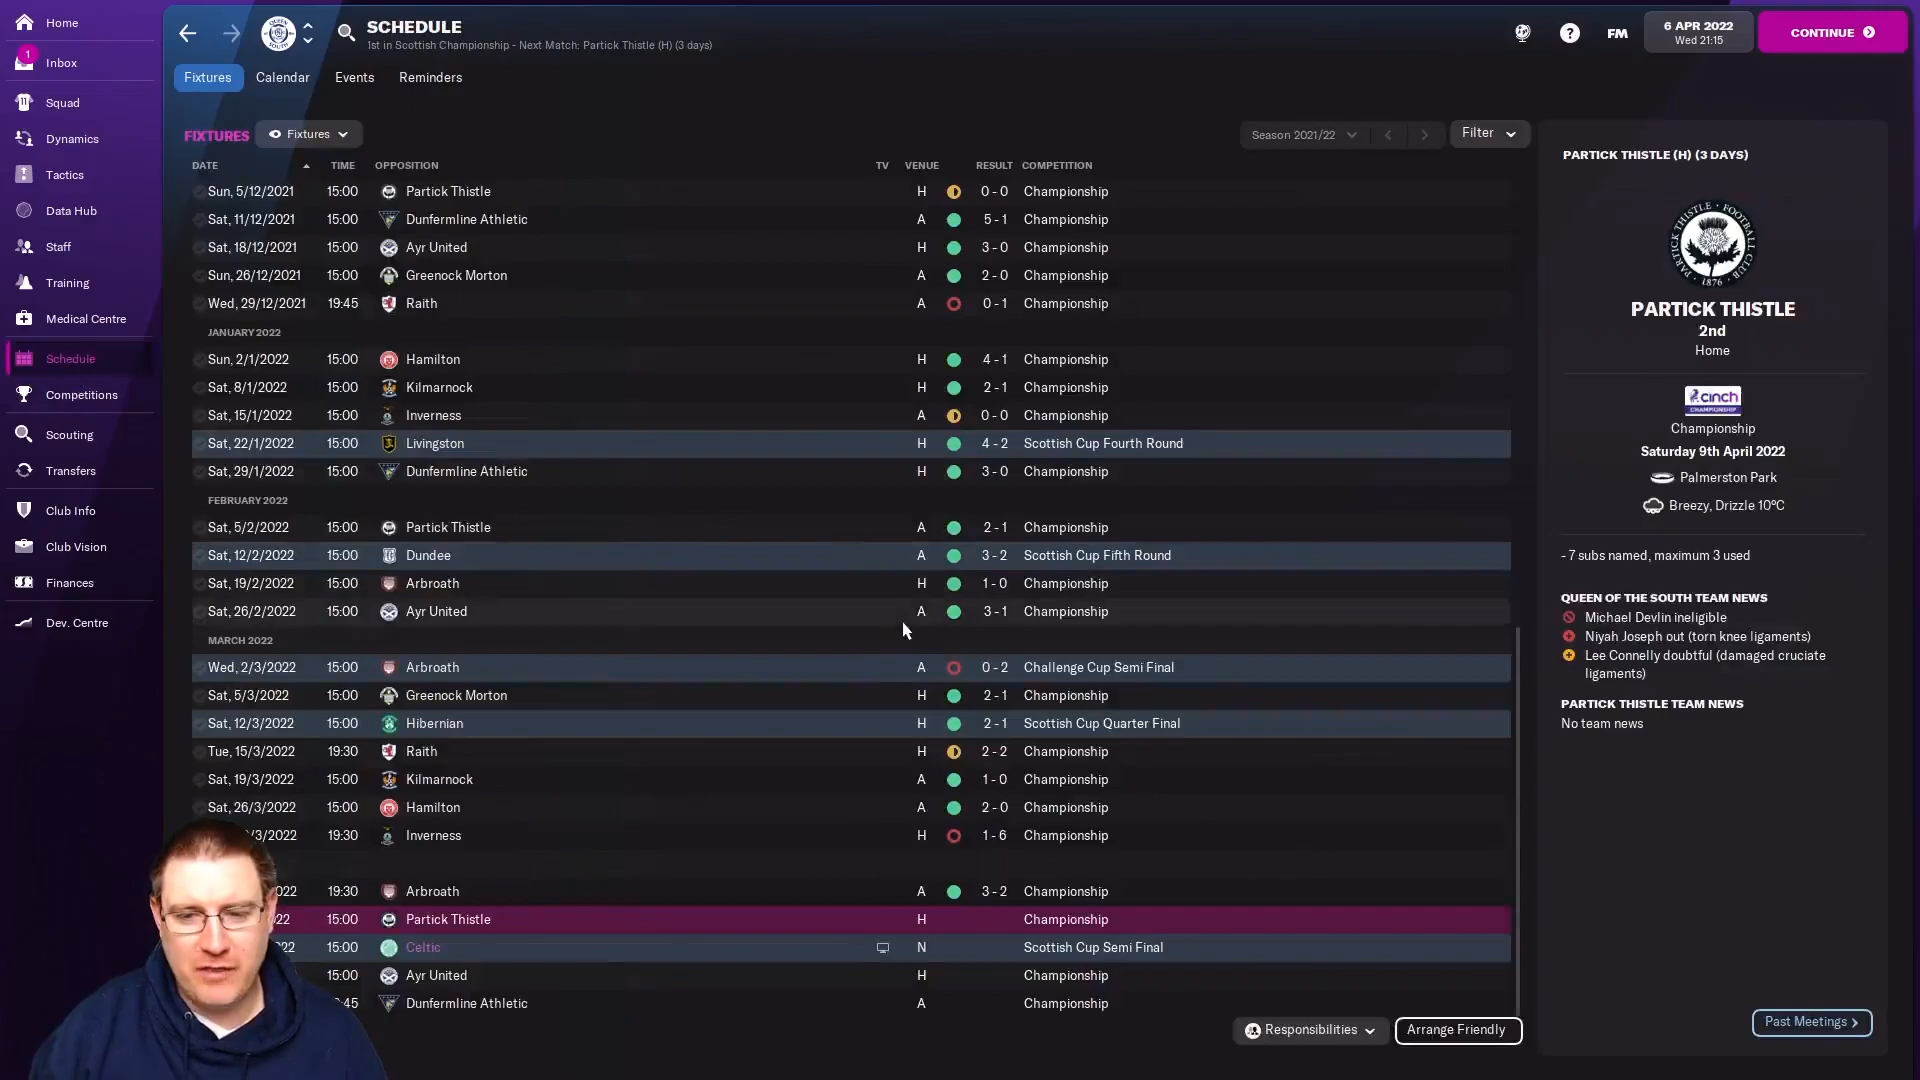 Home
SCHEDULE
1st in Scottish Championship - Next Match: Partick Thistle (H) (3 days)
FM
6 APR 2022
Wed 21:15
CONTINUE
1
Inbox
Squad
Dynamics
Tactics
Data Hub
Staff
Training
Medical Centre
Schedule
Competitions
Scouting
Transfers
Club Info
Club Vision
Finances
Dev. Centre
Fixtures Calendar Events Reminders
FIXTURES Fixtures Season 2021/22 Filter
DATE TIME OPPOSITION TV VENUE RESULT COMPETITION
Sun, 5/12/2021 15:00 Partick Thistle H 0 - 0 Championship
Sat, 11/12/2021 15:00 Dunfermline Athletic A 5 - 1 Championship
Sat, 18/12/2021 15:00 Ayr United H 3 - 0 Championship
Sun, 26/12/2021 15:00 Greenock Morton A 2 - 0 Championship
Wed, 29/12/2021 19:45 Raith A 0 - 1 Championship
JANUARY 2022
Sun, 2/1/2022 15:00 Hamilton H 4 - 1 Championship
Sat, 8/1/2022 15:00 Kilmarnock H 2 - 1 Championship
Sat, 15/1/2022 15:00 Inverness A 0 - 0 Championship
Sat, 22/1/2022 15:00 Livingston H 4 - 2 Scottish Cup Fourth Round
Sat, 29/1/2022 15:00 Dunfermline Athletic H 3 - 0 Championship
FEBRUARY 2022
Sat, 5/2/2022 15:00 Partick Thistle A 2 - 1 Championship
Sat, 12/2/2022 15:00 Dundee A 3 - 2 Scottish Cup Fifth Round
Sat, 19/2/2022 15:00 Arbroath H 1 - 0 Championship
Sat, 26/2/2022 15:00 Ayr United A 3 - 1 Championship
MARCH 2022
Wed, 2/3/2022 15:00 Arbroath A 0 - 2 Challenge Cup Semi Final
Sat, 5/3/2022 15:00 Greenock Morton H 2 - 1 Championship
Sat, 12/3/2022 15:00 Hibernian H 2 - 1 Scottish Cup Quarter Final
Tue, 15/3/2022 19:30 Raith H 2 - 2 Championship
Sat, 19/3/2022 15:00 Kilmarnock A 1 - 0 Championship
Sat, 26/3/2022 15:00 Hamilton A 2 - 0 Championship
/3/2022 19:30 Inverness H 1 - 6 Championship
022 19:30 Arbroath A 3 - 2 Championship
22 15:00 Partick Thistle H Championship
22 15:00 Celtic N Scottish Cup Semi Final
15:00 Ayr United H Championship
:45 Dunfermline Athletic A Championship
Responsibilities Arrange Friendly
PARTICK THISTLE (H) (3 DAYS)
PARTICK THISTLE FOOTBALL CLUB
1876
PARTICK THISTLE
2nd
Home
cinch
CHAMPIONSHIP
Championship
Saturday 9th April 2022
Palmerston Park
Breezy, Drizzle 10°C
- 7 subs named, maximum 3 used
QUEEN OF THE SOUTH TEAM NEWS
Michael Devlin ineligible
Niyah Joseph out (torn knee ligaments)
Lee Connelly doubtful (damaged cruciate
ligaments)
PARTICK THISTLE TEAM NEWS
No team news
Past Meetings